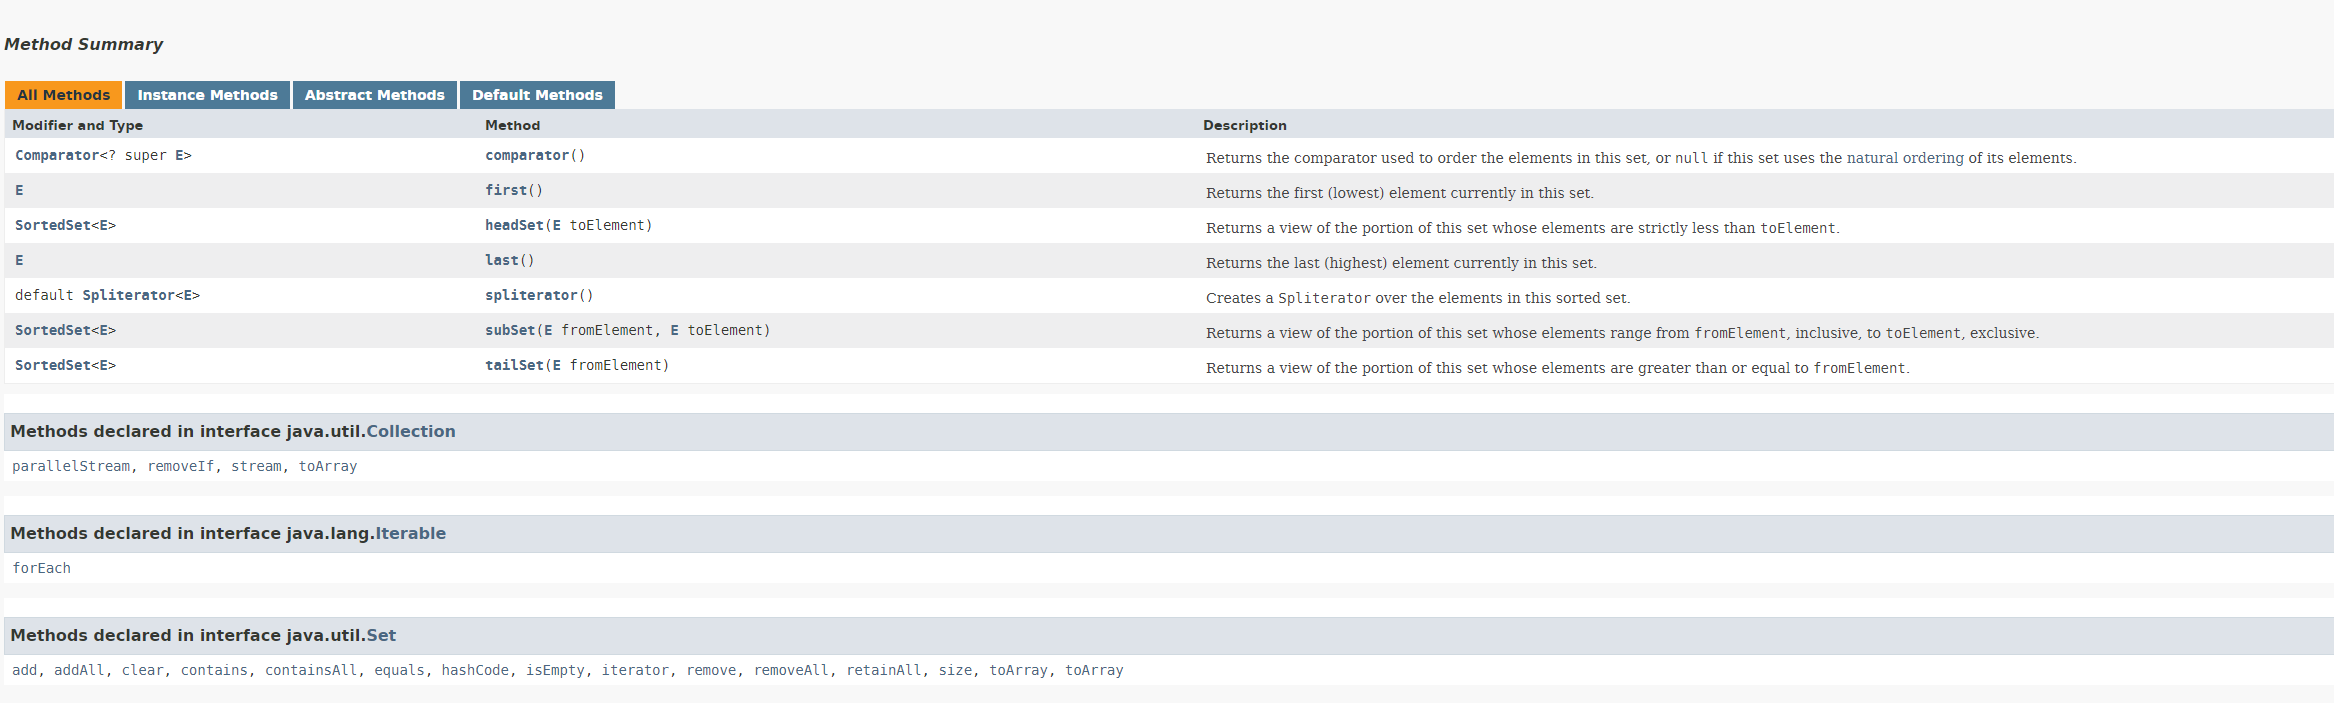 Method Summary
All Methods Instance Methods Abstract Methods Default Methods
Modifier and Type Method Description
Comparator<? super E> comparator() Returns the comparator used to order the elements in this set, or null if this set uses the natural ordering of its elements.
E first() Returns the first (lowest) element currently in this set.
SortedSet<E> headSet(E toElement) Returns a view of the portion of this set whose elements are strictly less than toElement.
E last() Returns the last (highest) element currently in this set.
default Spliterator<E> spliterator() Creates a Spliterator over the elements in this sorted set.
SortedSet<E> subSet(E fromElement, E toElement) Returns a view of the portion of this set whose elements range from fromElement, inclusive, to toElement, exclusive.
SortedSet<E> tailSet(E fromElement) Returns a view of the portion of this set whose elements are greater than or equal to fromElement.
Methods declared in interface java.util.Collection
parallelStream, removeIf, stream, toArray
Methods declared in interface java.lang.Iterable
forEach
Methods declared in interface java.util.Set
add, addAll, clear, contains, containsAll, equals, hashCode, isEmpty, iterator, remove, removeAll, retainAll, size, toArray, toArray